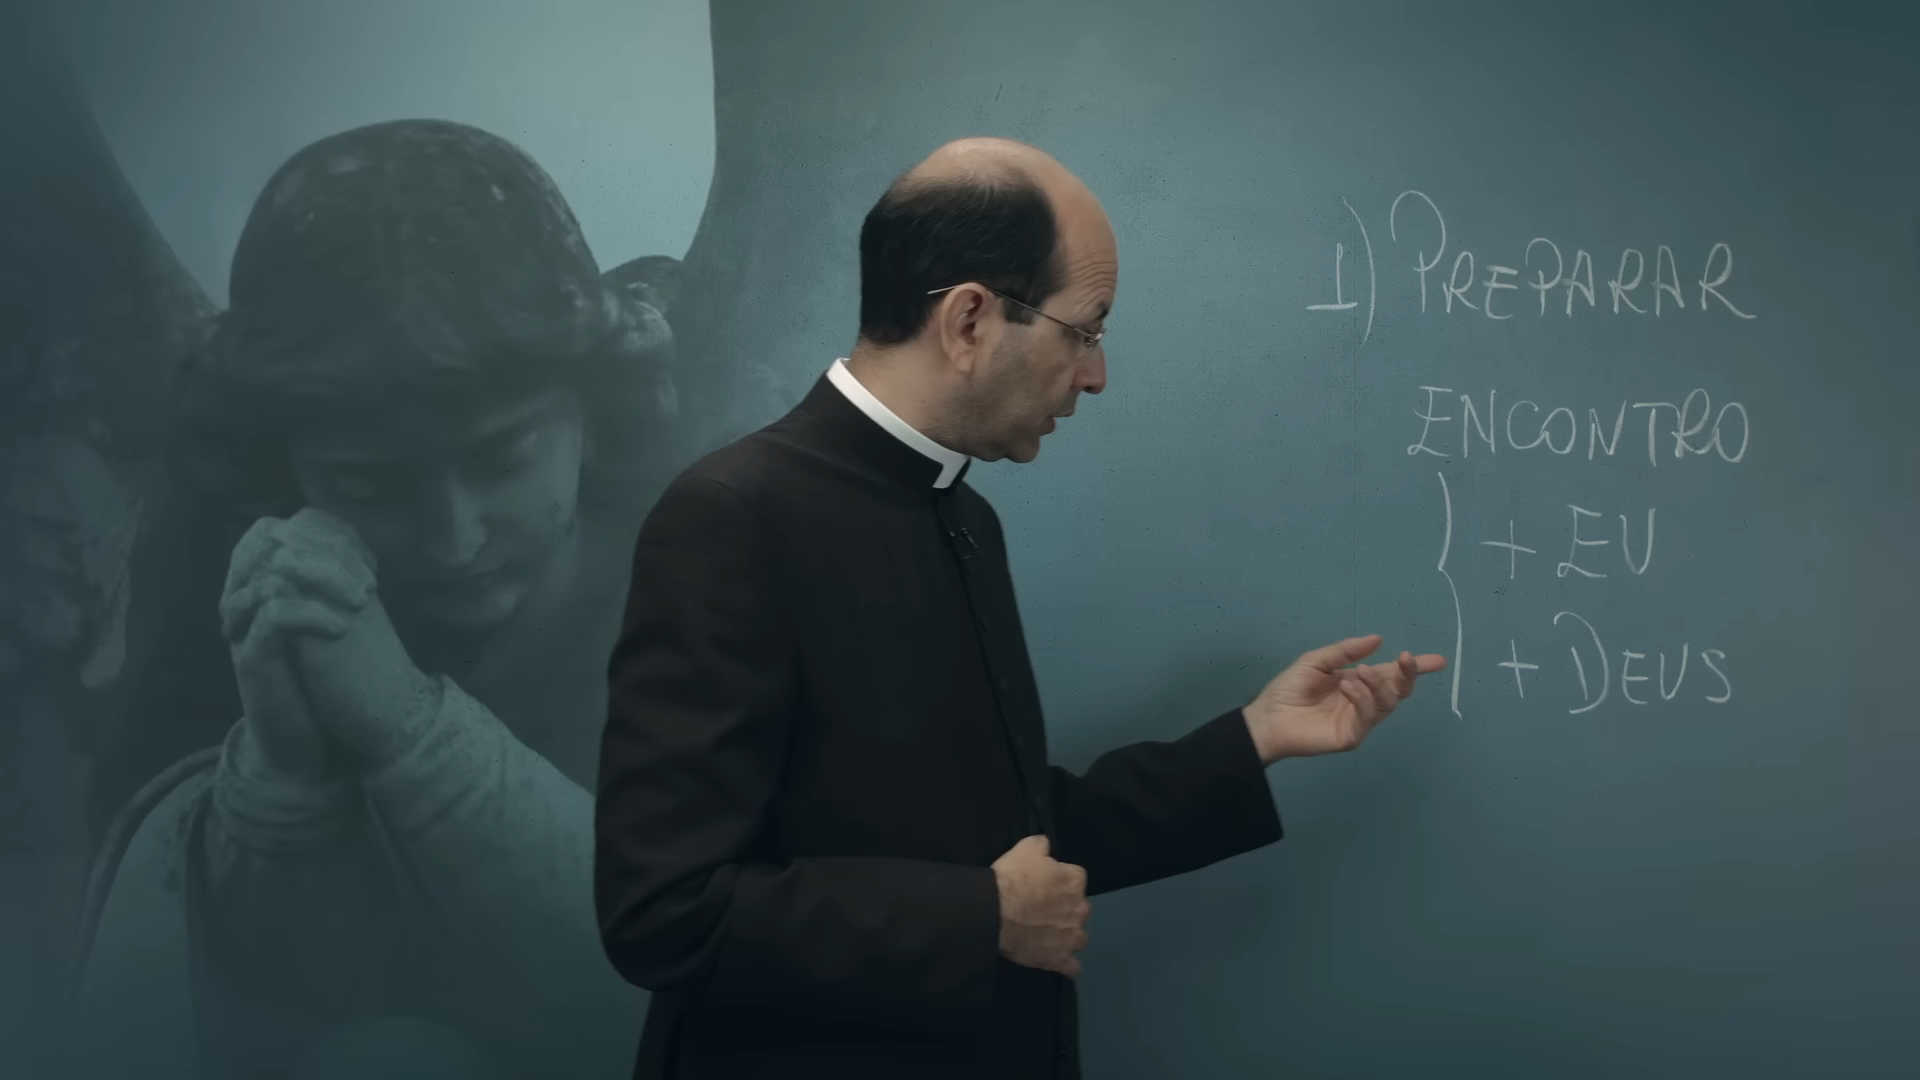 1) PREPARAR
ENCONTRO
+ EU
+ DEUS